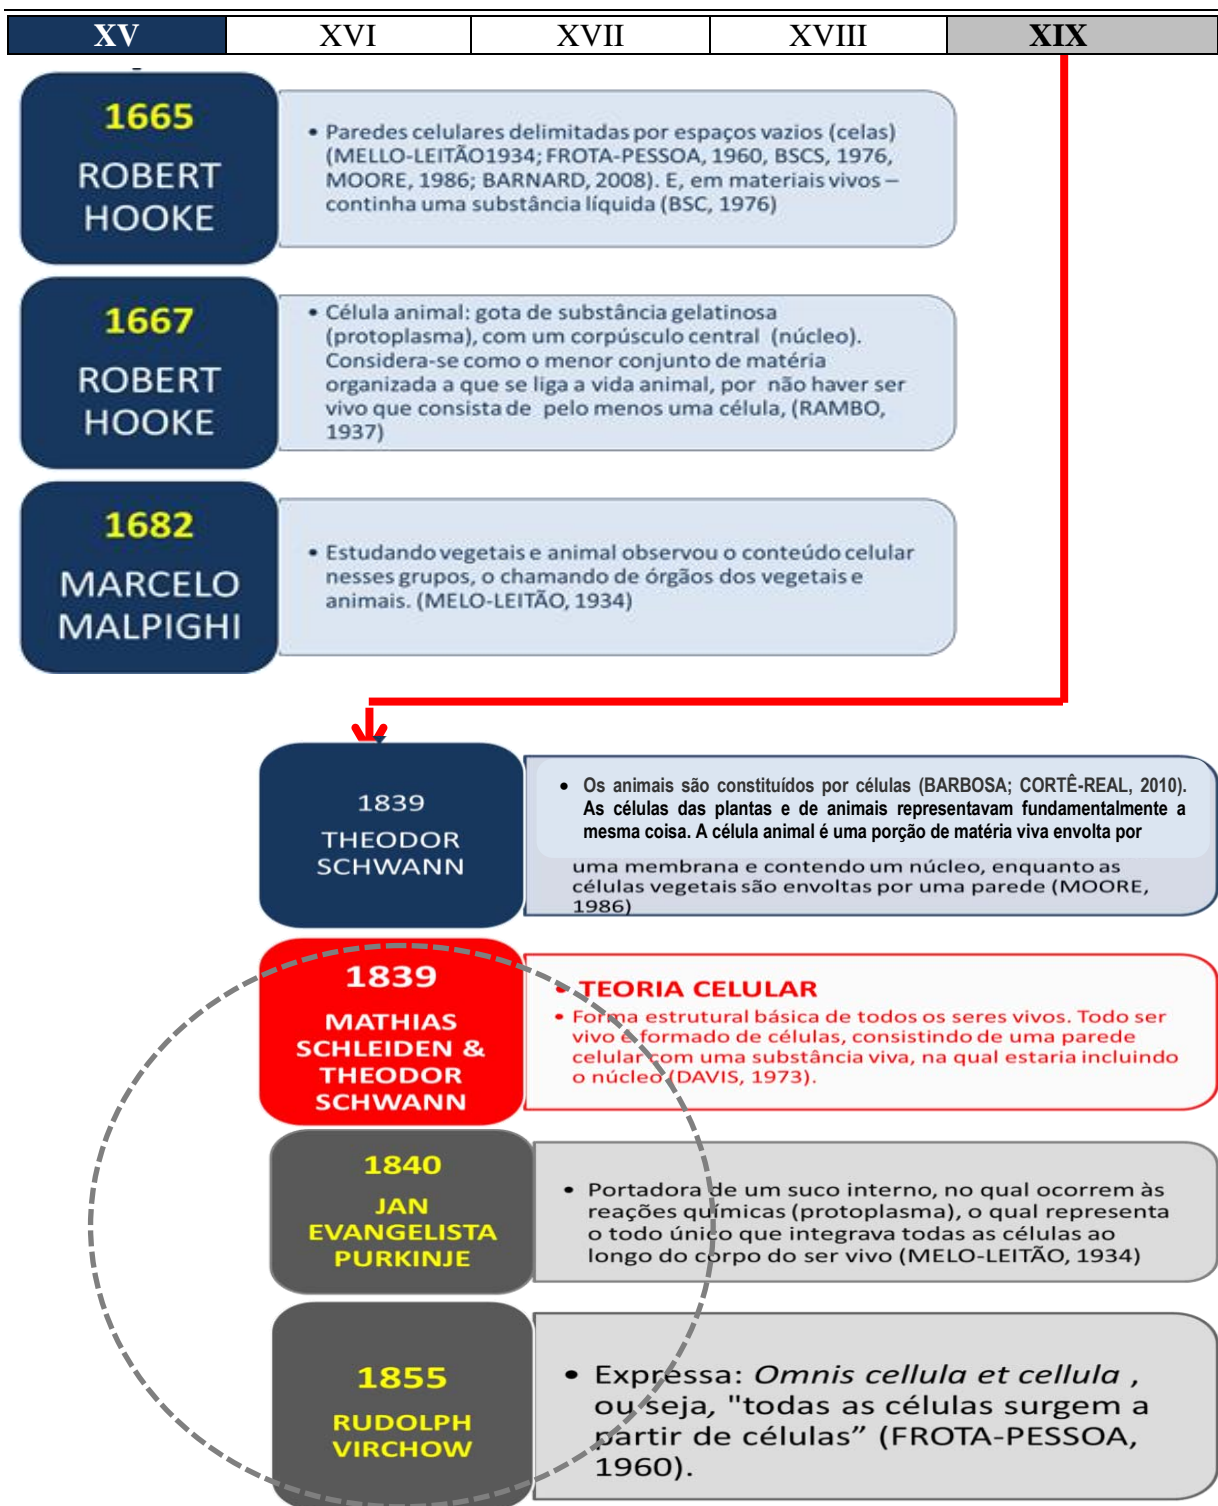 XV XVI XVII XVIII XIX
1665
ROBERT
HOOKE
• Paredes celulares delimitadas por espaços vazios (celas)
(MELLO-LEITÃO1934; FROTA-PESSOA, 1960, BSCS, 1976,
MOORE, 1986; BARNARD, 2008). E, em materiais vivos –
continha uma substância líquida (BSC, 1976)
1667
ROBERT
HOOKE
• Célula animal: gota de substância gelatinosa
(protoplasma), com um corpúsculo central (núcleo).
Considera-se como o menor conjunto de matéria
organizada a que se liga a vida animal, por não haver ser
vivo que consista de pelo menos uma célula, (RAMBO,
1937)
1682
MARCELO
MALPIGHI
• Estudando vegetais e animal observou o conteúdo celular
nesses grupos, o chamando de órgãos dos vegetais e
animais. (MELO-LEITÃO, 1934)
1839
THEODOR
SCHWANN
• Os animais são constituídos por células (BARBOSA; CORTÊ-REAL, 2010).
As células das plantas e de animais representavam fundamentalmente a
mesma coisa. A célula animal é uma porção de matéria viva envolta por
uma membrana e contendo um núcleo, enquanto as
células vegetais são envoltas por uma parede (MOORE,
1986)
1839
MATHIAS
SCHLEIDEN &
THEODOR
SCHWANN
• TEORIA CELULAR
• Forma estrutural básica de todos os seres vivos. Todo ser
vivo é formado de células, consistindo de uma parede
celular com uma substância viva, na qual estaria incluindo
o núcleo (DAVIS, 1973).
1840
JAN
EVANGELISTA
PURKINJE
• Portadora de um suco interno, no qual ocorrem às
reações químicas (protoplasma), o qual representa
o todo único que integrava todas as células ao
longo do corpo do ser vivo (MELO-LEITÃO, 1934)
1855
RUDOLPH
VIRCHOW
• Expressa: Omnis cellula et cellula ,
ou seja, "todas as células surgem a
partir de células” (FROTA-PESSOA,
1960).